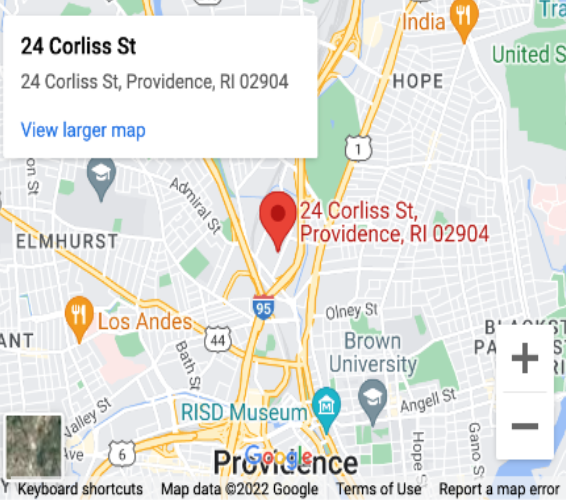 24 Corliss St
24 Corliss St, Providence, RI 02904
View larger map
India
Tra
United S
HOPE
1
on St
Admiral St
24 Corliss St,
Providence, RI 02904
ELMHURST
95
Olney St
Los Andes
ANT
44
Brown
University
Bath St
RISD Museum
Angell St
Valley St
Ave
6
Hope
Gano S
Providence
Google
Keyboard shortcuts
Map data ©2022 Google
Terms of Use
Report a map error